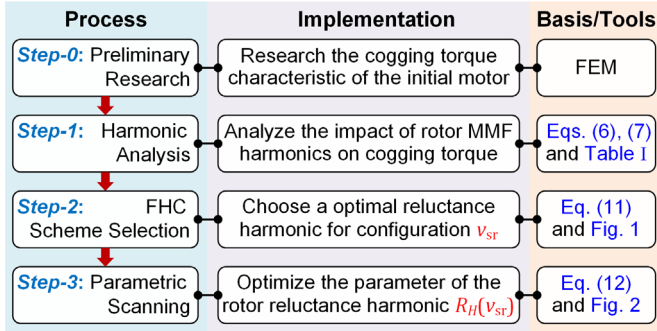 Process
Implementation
Basis/Tools
Step-0: Preliminary
Research
Research the cogging torque
characteristic of the initial motor
FEM
Step-1: Harmonic
Analysis
Analyze the impact of rotor MMF
harmonics on cogging torque
Eqs. (6), (7)
and Table I
Step-2: FHC
Scheme Selection
Choose a optimal reluctance
harmonic for configuration νsr
Eq. (11)
and Fig. 1
Step-3: Parametric
Scanning
Optimize the parameter of the
rotor reluctance harmonic RH(νsr)
Eq. (12)
and Fig. 2